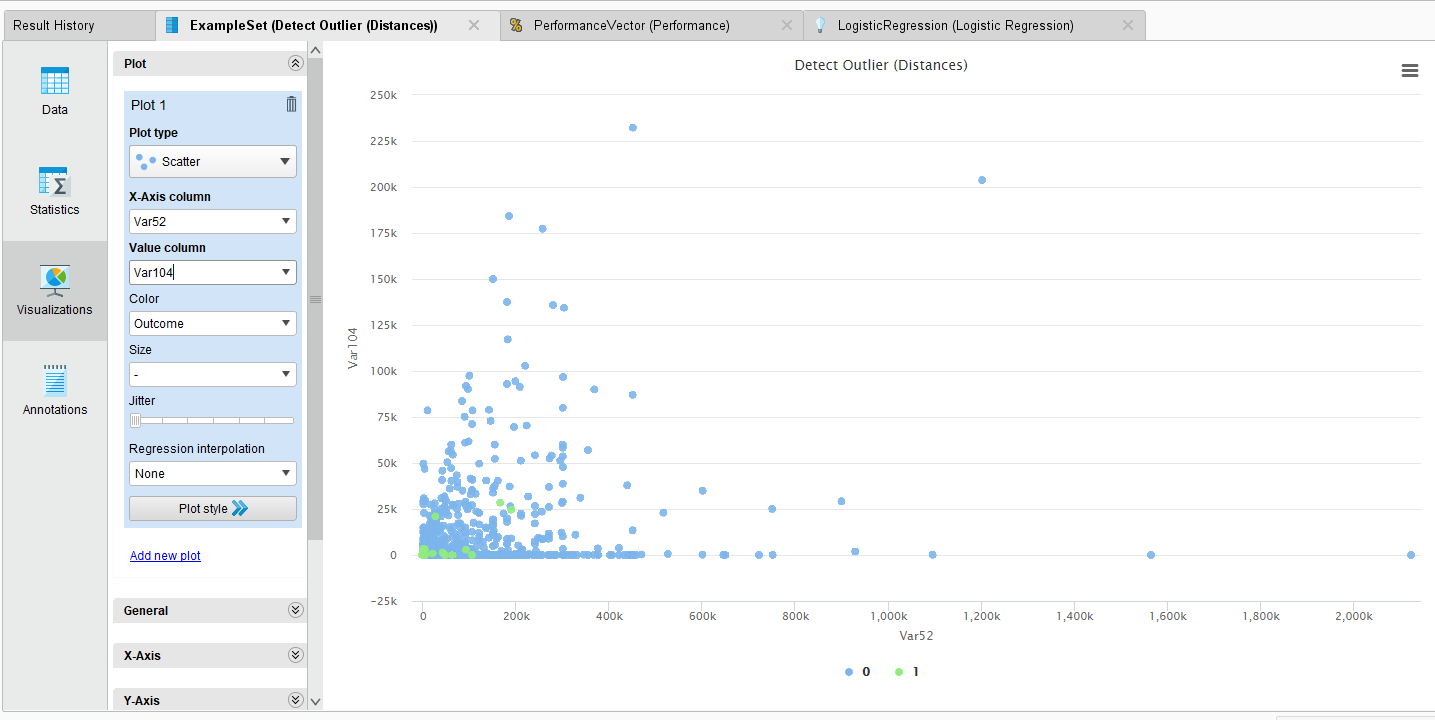 Result History
ExampleSet (Detect Outlier (Distances))
PerformanceVector (Performance)
LogisticRegression (Logistic Regression)
Data
Statistics
Visualizations
Annotations
Plot
Plot 1
Plot type
Scatter
X-Axis column
Var52
Value column
Var104
Color
Outcome
Size
-
Jitter
Regression interpolation
None
Plot style
Add new plot
General
X-Axis
Y-Axis
Detect Outlier (Distances)
Var104
250k
225k
200k
175k
150k
125k
100k
75k
50k
25k
0
−25k
0 200k 400k 600k 800k 1,000k 1,200k 1,400k 1,600k 1,800k 2,000k
Var52
0 1